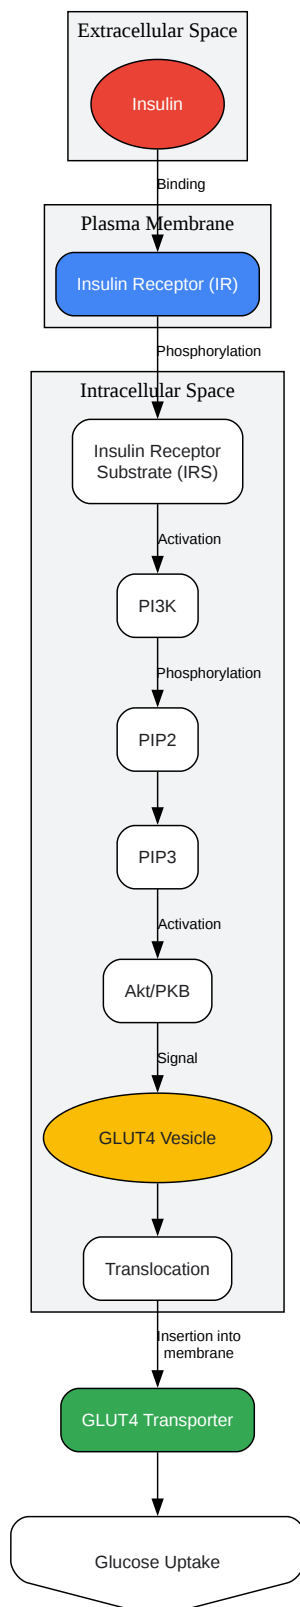 Extracellular Space
Insulin
Binding
Plasma Membrane
Insulin Receptor (IR)
Phosphorylation
Intracellular Space
Insulin Receptor
Substrate (IRS)
Activation
PI3K
Phosphorylation
PIP2
PIP3
Activation
Akt/PKB
Signal
GLUT4 Vesicle
Translocation
Insertion into
membrane
GLUT4 Transporter
Glucose Uptake